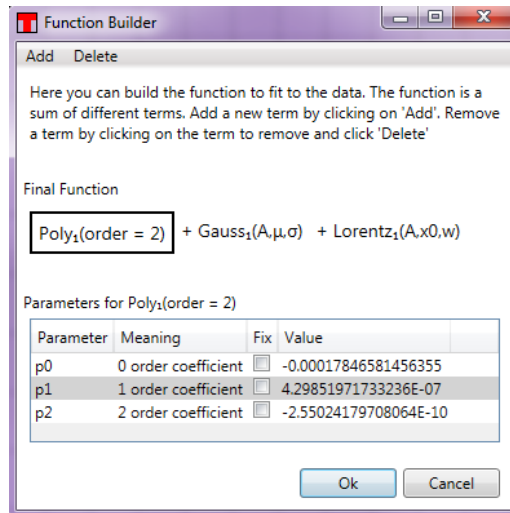 Function Builder
Add Delete
Here you can build the function to fit to the data. The function is a
sum of different terms. Add a new term by clicking on 'Add'. Remove
a term by clicking on the term to remove and click 'Delete'
Final Function
Poly₁(order = 2) + Gauss₁(A,μ,σ) + Lorentz₁(A,x0,w)
Parameters for Poly₁(order = 2)
Parameter Meaning Fix Value
p0 0 order coefficient -0.00017846581456355
p1 1 order coefficient 4.29851971733236E-07
p2 2 order coefficient -2.55024179708064E-10
Ok Cancel